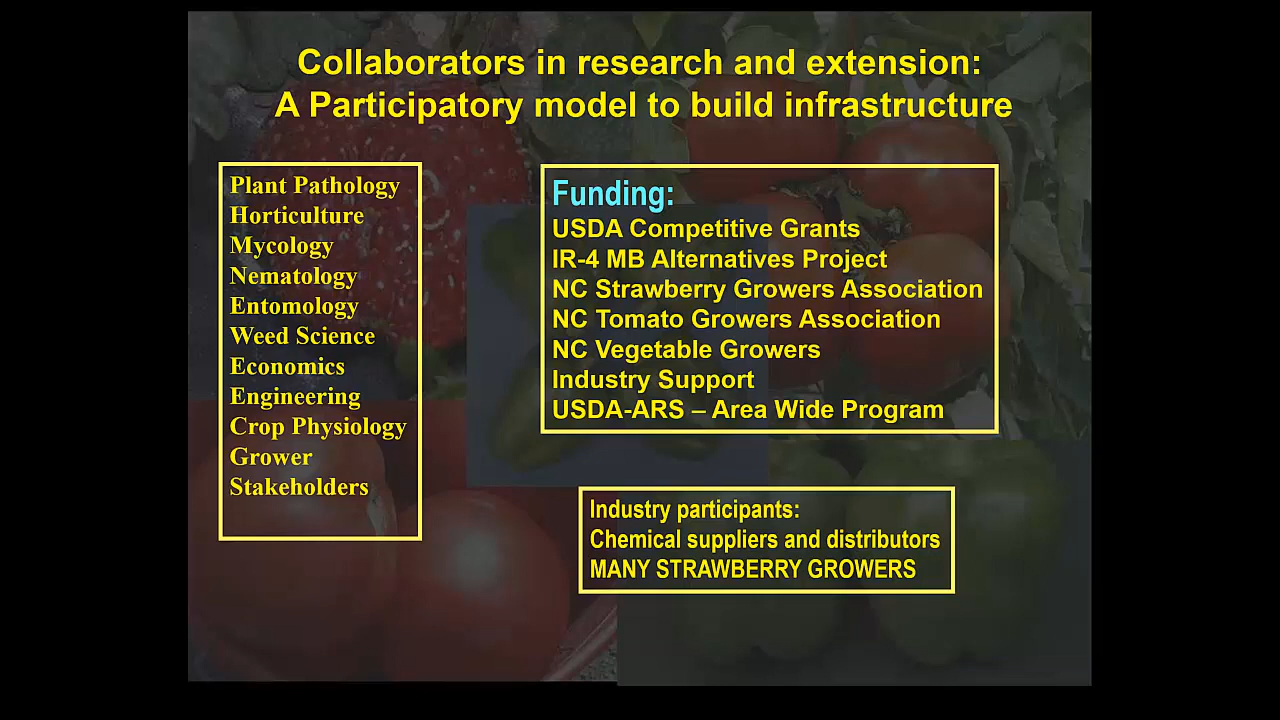 Collaborators in research and extension:
A Participatory model to build infrastructure
Plant Pathology
Horticulture
Mycology
Nematology
Entomology
Weed Science
Economics
Engineering
Crop Physiology
Grower
Stakeholders
Funding:
USDA Competitive Grants
IR-4 MB Alternatives Project
NC Strawberry Growers Association
NC Tomato Growers Association
NC Vegetable Growers
Industry Support
USDA-ARS – Area Wide Program
Industry participants:
Chemical suppliers and distributors
MANY STRAWBERRY GROWERS